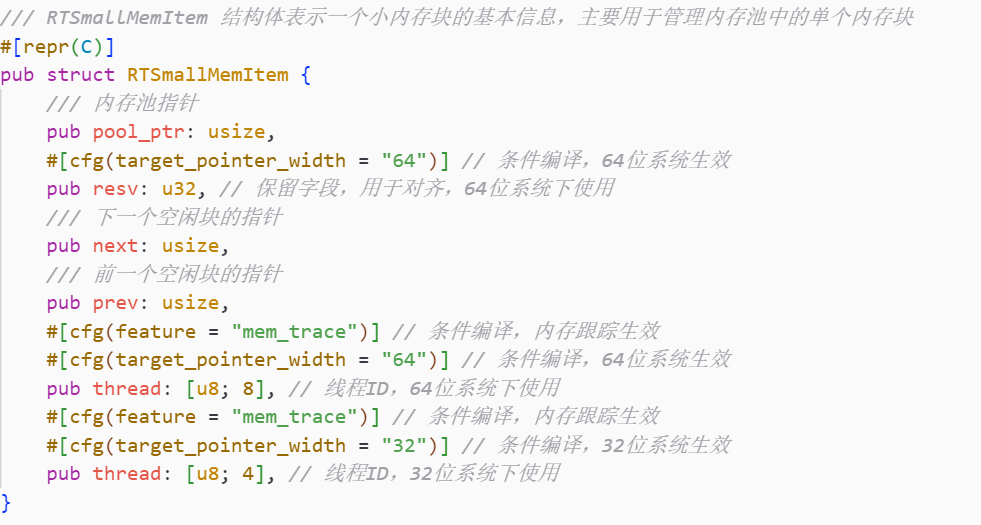 /// RTSmallMemItem 结构体表示一个小内存块的基本信息，主要用于管理内存池中的单个内存块
#[repr(C)]
pub struct RTSmallMemItem {
    /// 内存池指针
    pub pool_ptr: usize,
    #[cfg(target_pointer_width = "64")] // 条件编译，64位系统生效
    pub resv: u32, // 保留字段，用于对齐，64位系统下使用
    /// 下一个空闲块的指针
    pub next: usize,
    /// 前一个空闲块的指针
    pub prev: usize,
    #[cfg(feature = "mem_trace")] // 条件编译，内存跟踪生效
    #[cfg(target_pointer_width = "64")] // 条件编译，64位系统生效
    pub thread: [u8; 8], // 线程ID，64位系统下使用
    #[cfg(feature = "mem_trace")] // 条件编译，内存跟踪生效
    #[cfg(target_pointer_width = "32")] // 条件编译，32位系统生效
    pub thread: [u8; 4], // 线程ID，32位系统下使用
}